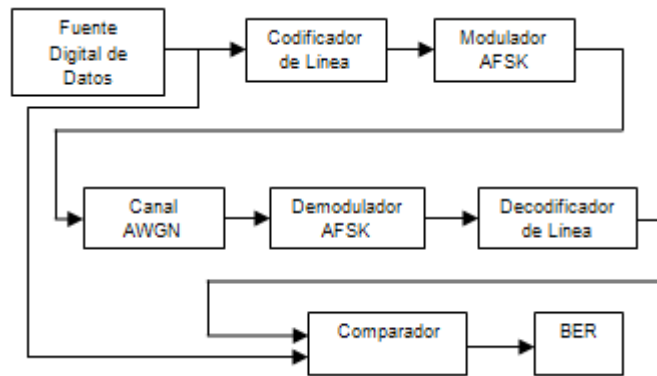 Fuente
Digital de
Datos
Codificador
de Línea
Modulador
AFSK
Canal
AWGN
Demodulador
AFSK
Decodificador
de Línea
Comparador
BER